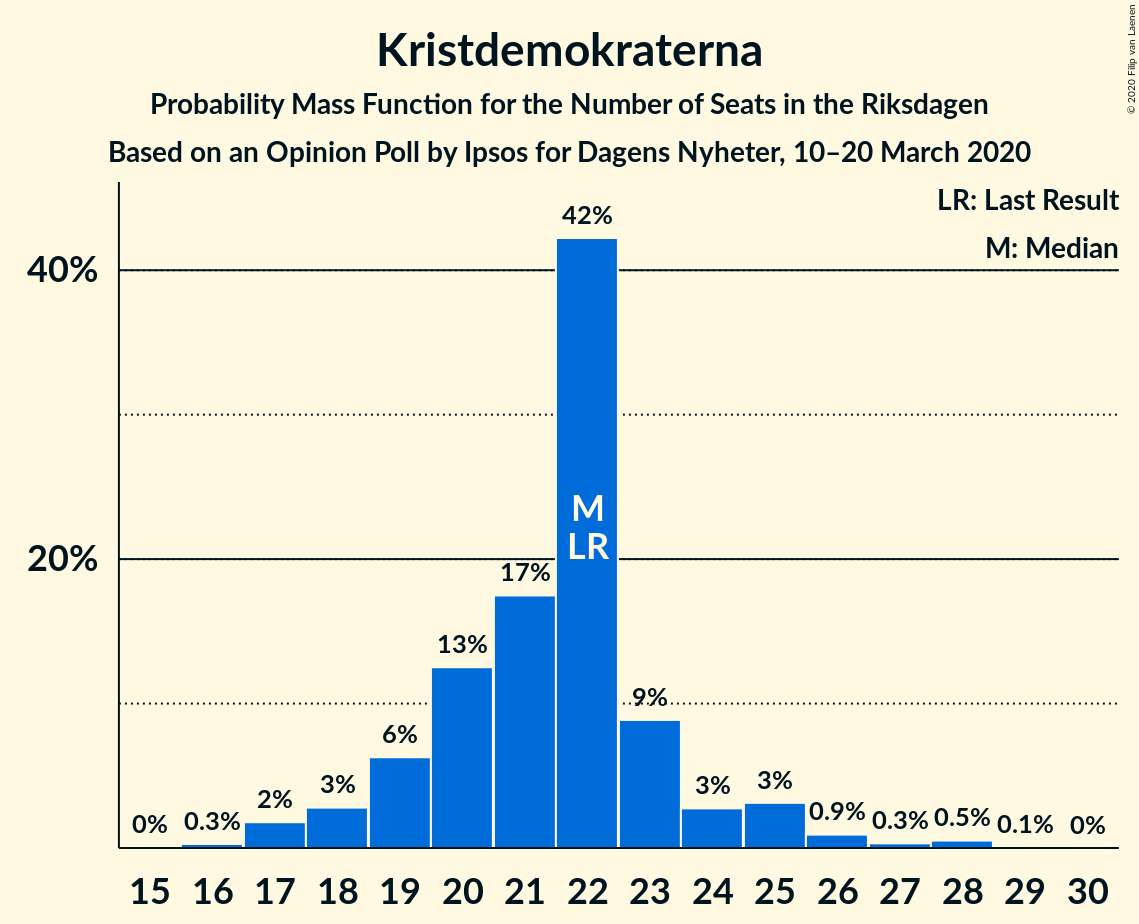 Kristdemokraterna
Probability Mass Function for the Number of Seats in the Riksdagen
Based on an Opinion Poll by Ipsos for Dagens Nyheter, 10–20 March 2020
© 2020 Filip van Laenen
LR: Last Result
M: Median
40%
20%
0%
0.3%
2%
3%
6%
13%
17%
42%
9%
3%
3%
0.9%
0.3%
0.5%
0.1%
0%
M
LR
15 16 17 18 19 20 21 22 23 24 25 26 27 28 29 30